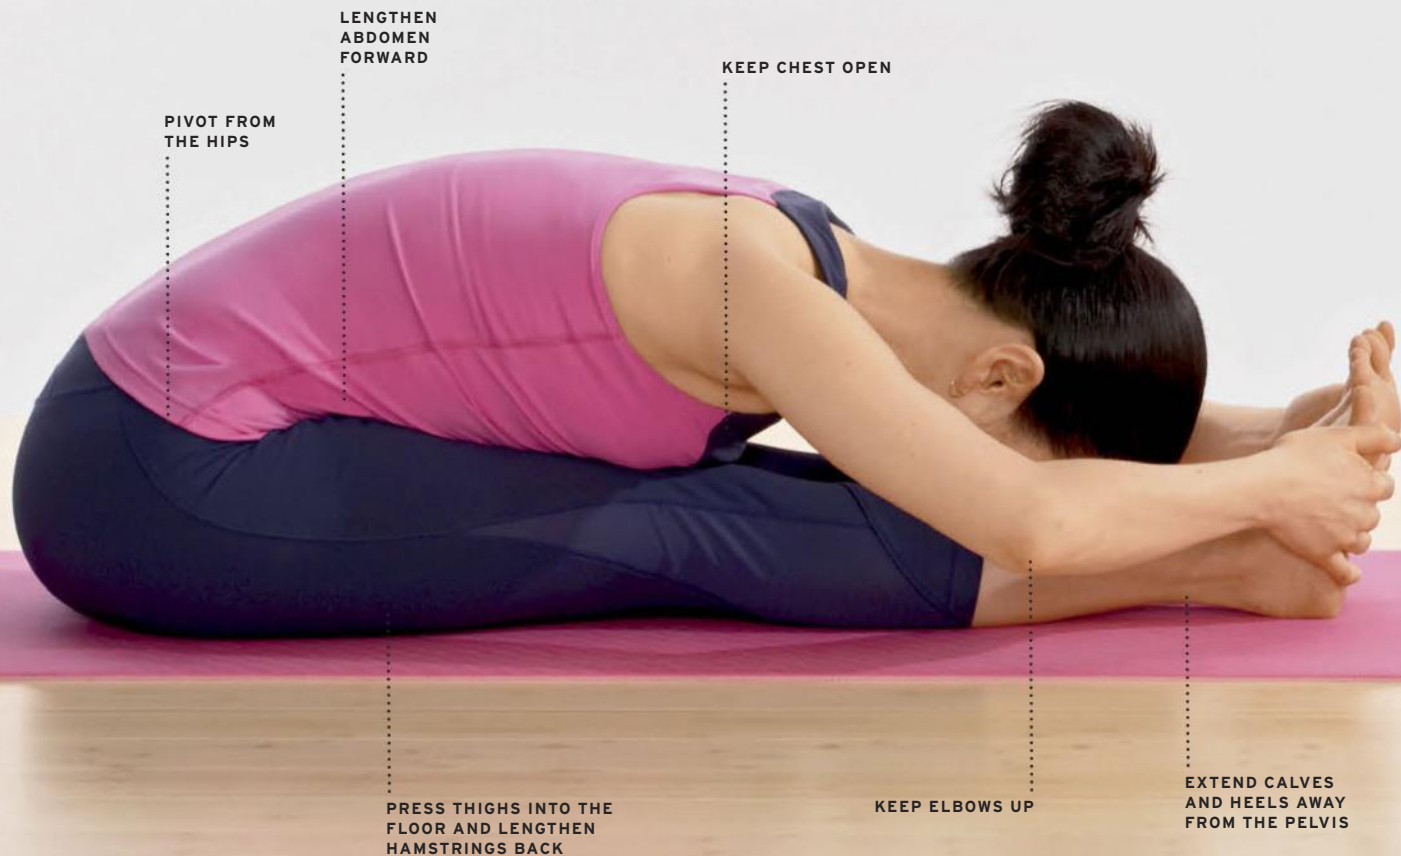 LENGTHEN
ABDOMEN
FORWARD
KEEP CHEST OPEN
PIVOT FROM
THE HIPS
PRESS THIGHS INTO THE
FLOOR AND LENGTHEN
HAMSTRINGS BACK
KEEP ELBOWS UP
EXTEND CALVES
AND HEELS AWAY
FROM THE PELVIS